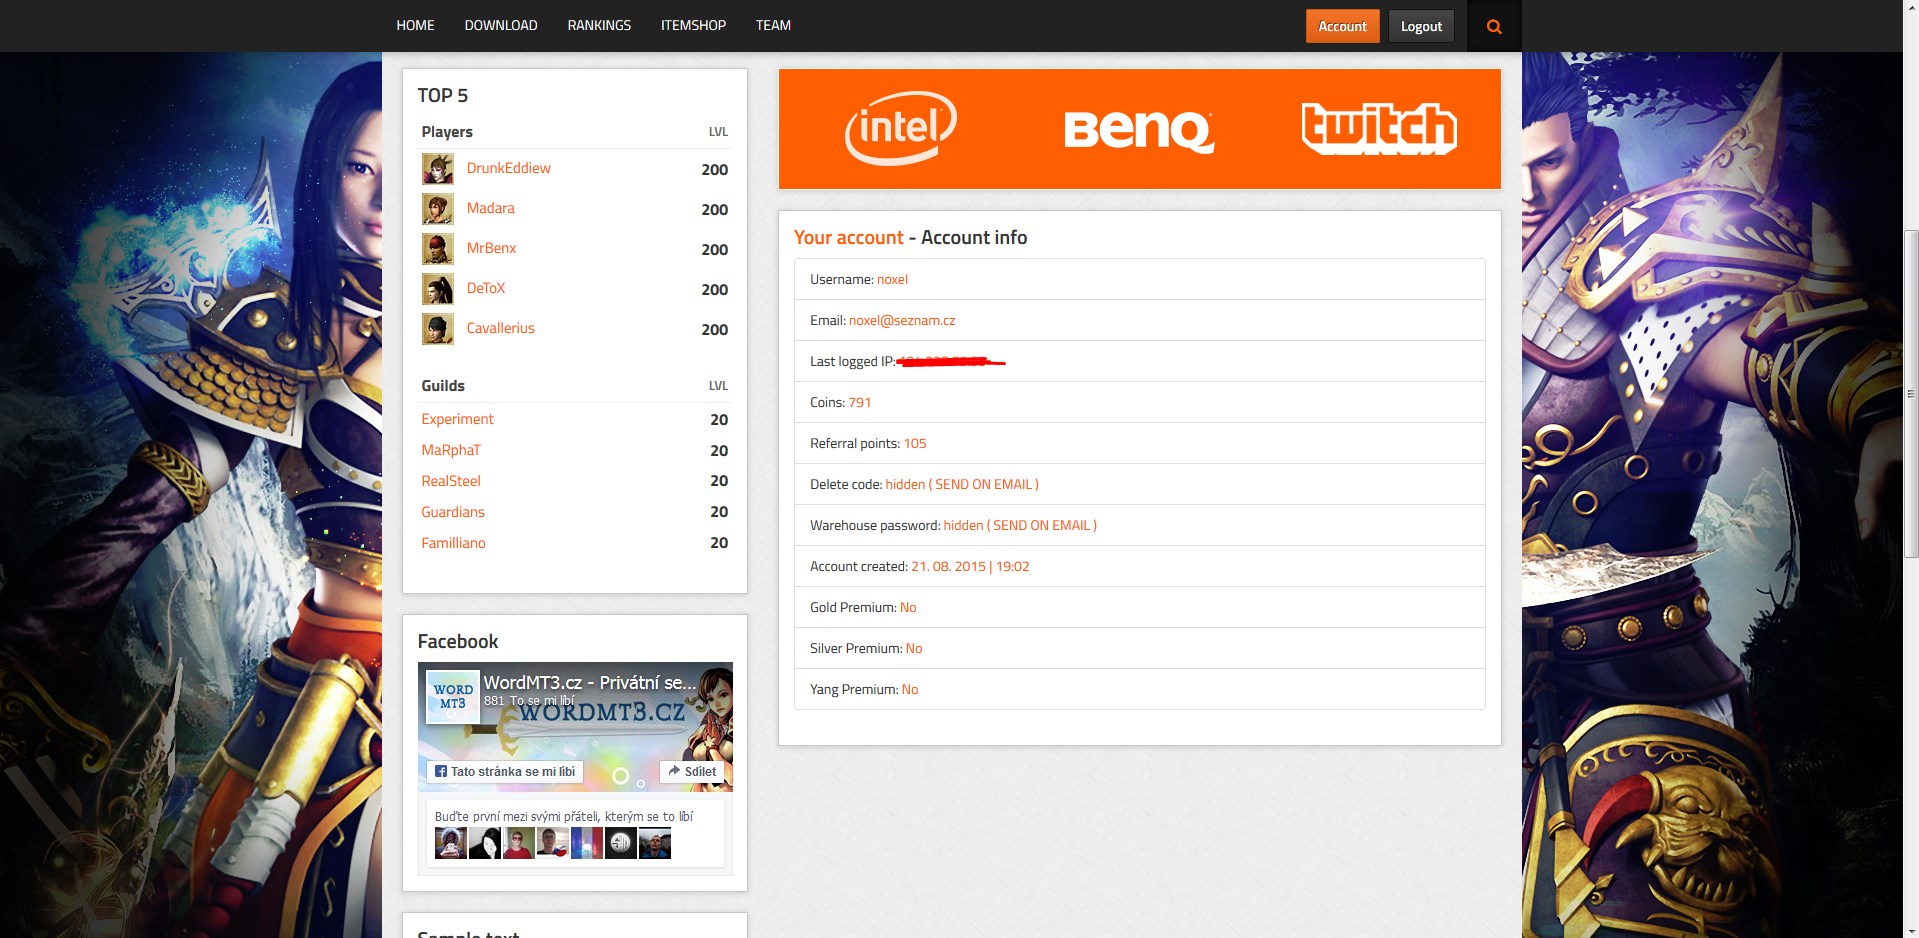 HOME DOWNLOAD RANKINGS ITEMSHOP TEAM Account Logout
TOP 5
Players LVL
DrunkEddiew 200
Madara 200
MrBenx 200
DeToX 200
Cavallerius 200
Guilds LVL
Experiment 20
MaRphaT 20
RealSteel 20
Guardians 20
Familliano 20
Facebook
WORD
MT3
WordMT3.cz - Privátní se...
881 To se mi líbí
WORDMT3.CZ
Tato stránka se mi líbí
Sdílet
Buďte první mezi svými přáteli, kterým se to líbí
Sample text
intel BenQ twitch
Your account - Account info
Username: noxel
Email: noxel@seznam.cz
Last logged IP:
Coins: 791
Referral points: 105
Delete code: hidden ( SEND ON EMAIL )
Warehouse password: hidden ( SEND ON EMAIL )
Account created: 21. 08. 2015 | 19:02
Gold Premium: No
Silver Premium: No
Yang Premium: No